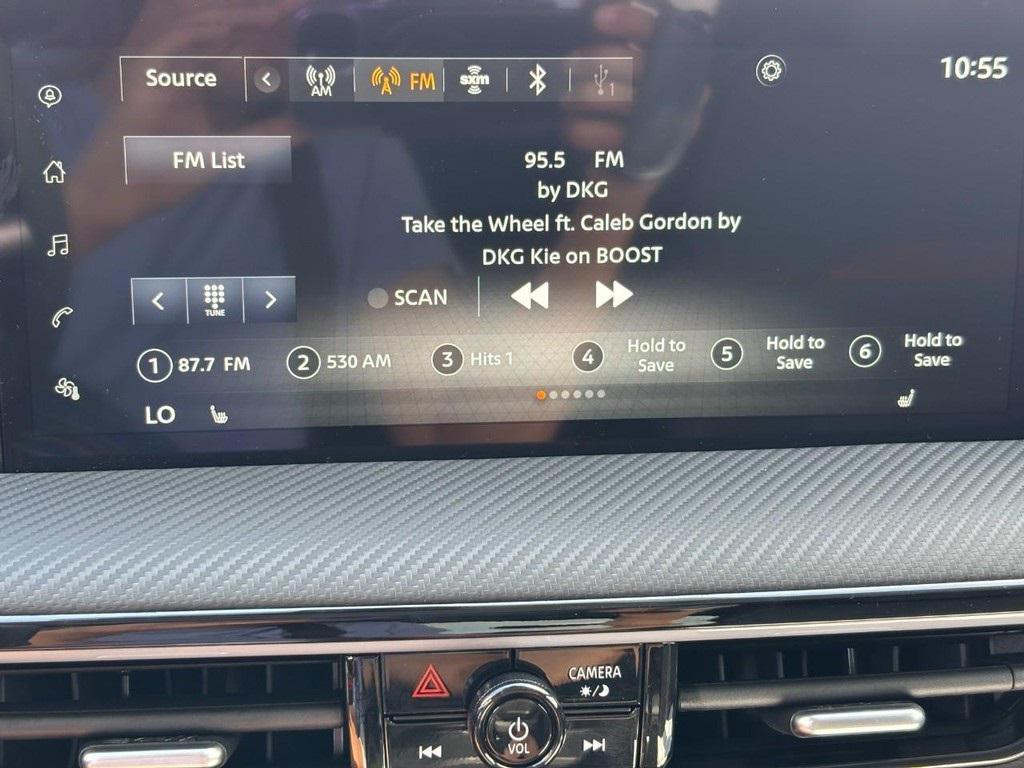 Source
AM
FM
sxm
1
10:55
FM List
95.5 FM
by DKG
Take the Wheel ft. Caleb Gordon by
DKG Kie on BOOST
TUNE
SCAN
1 87.7 FM
2 530 AM
3 Hits 1
4 Hold to
Save
5 Hold to
Save
6 Hold to
Save
LO
CAMERA
VOL